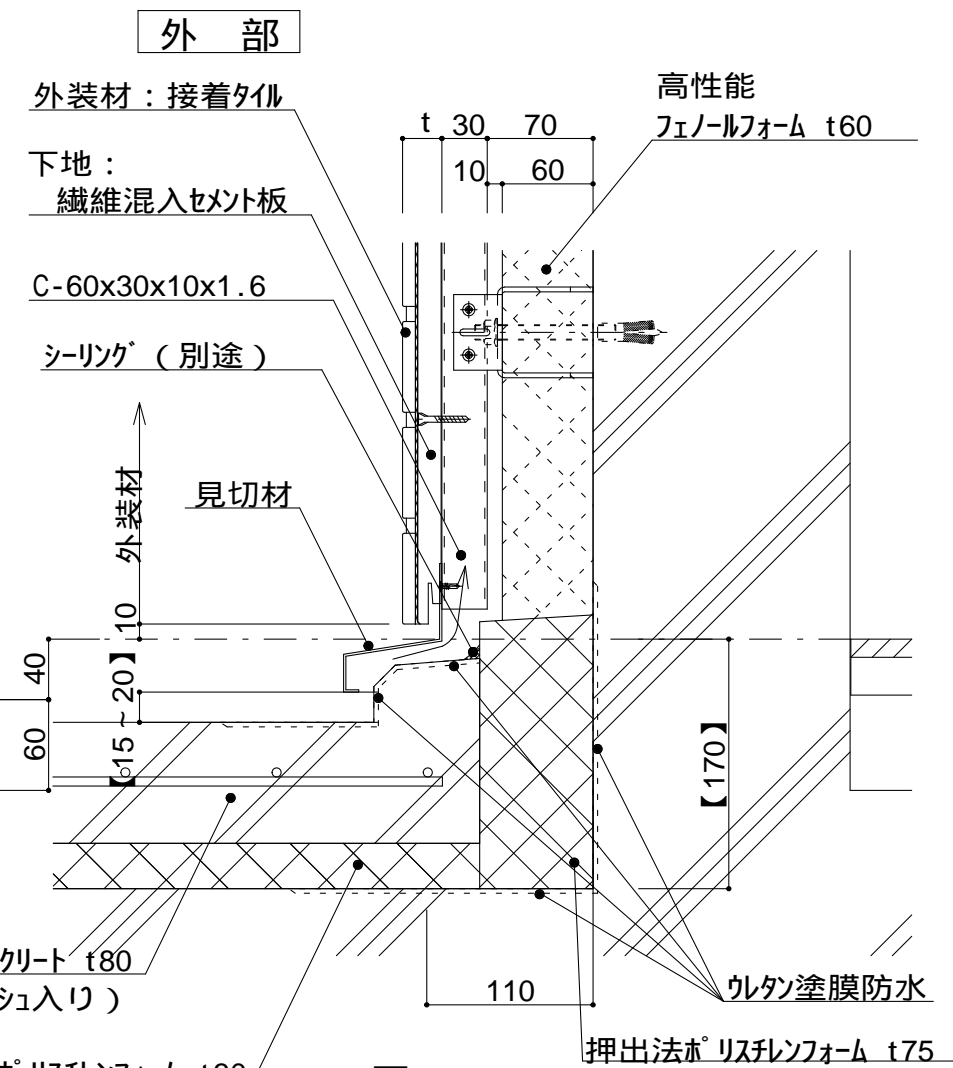 外 部
外装材：接着ﾀｲﾙ
下地：
繊維混入ｾﾒﾝﾄ板
C-60x30x10x1.6
ｼｰﾘﾝｸﾞ（別途）
見切材
高性能
ﾌｪﾉｰﾙﾌｫｰﾑ t60
t 30 70
10 60
外装材
10
【15～20】
40
60
【170】
110
ｸﾘｰﾄ t80
ｼｭ入り）
ｳﾚﾀﾝ塗膜防水
押出法ﾎﾟﾘｽﾁﾚﾝﾌｫｰﾑ t75